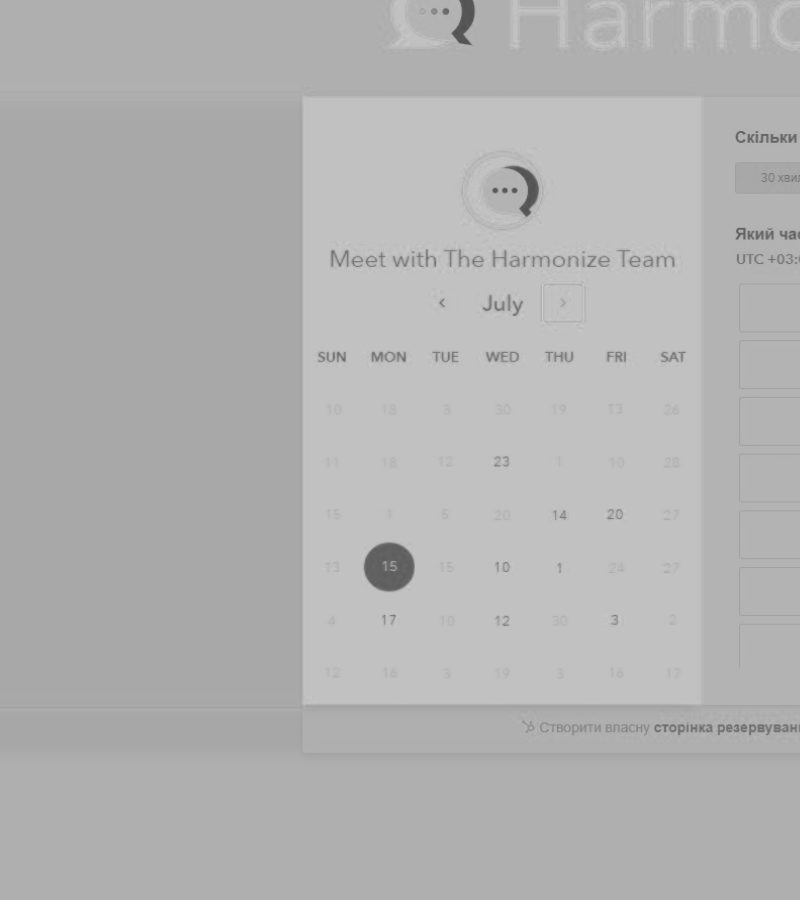 Harmo
Meet with The Harmonize Team
‹ July ›
SUN MON TUE WED THU FRI SAT
10 18 3 30 19 13 26
11 18 12 23 1 10 28
15 1 5 20 14 20 27
13 15 15 10 1 24 27
4 17 10 12 30 3 2
12 16 3 19 3 16 17
Скільки
30 хвил
Який час
UTC +03:
Створити власну сторінка резервуван